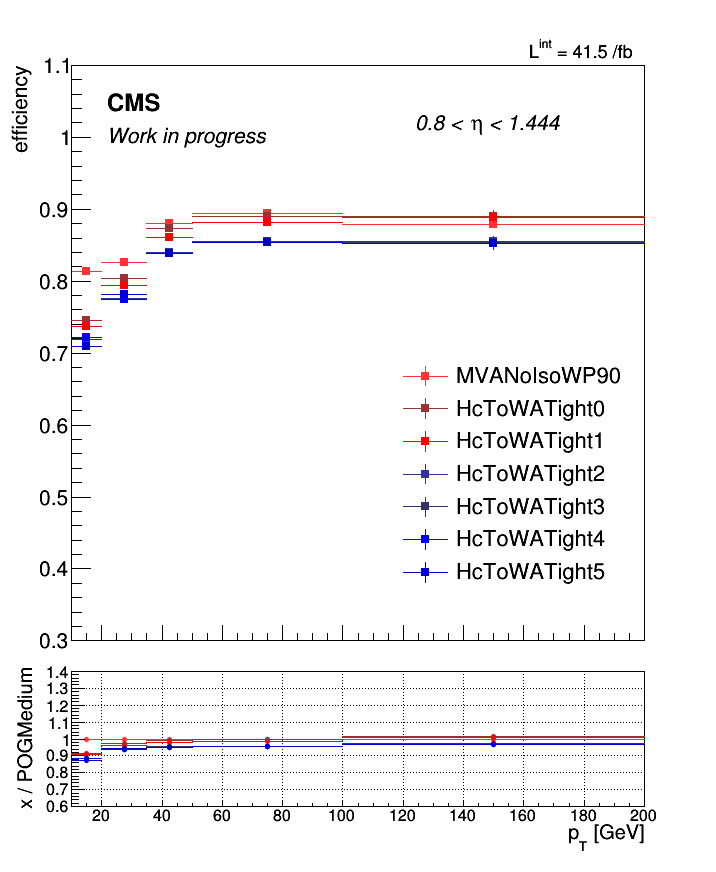 L^int = 41.5 /fb
efficiency
1.1
1
0.9
0.8
0.7
0.6
0.5
0.4
0.3
CMS
Work in progress
0.8 < η < 1.444
MVANoIsoWP90
HcToWATight0
HcToWATight1
HcToWATight2
HcToWATight3
HcToWATight4
HcToWATight5
x / POGMedium
1.4
1.3
1.2
1.1
1
0.9
0.8
0.7
0.6
20 40 60 80 100 120 140 160 180 200
p_T [GeV]